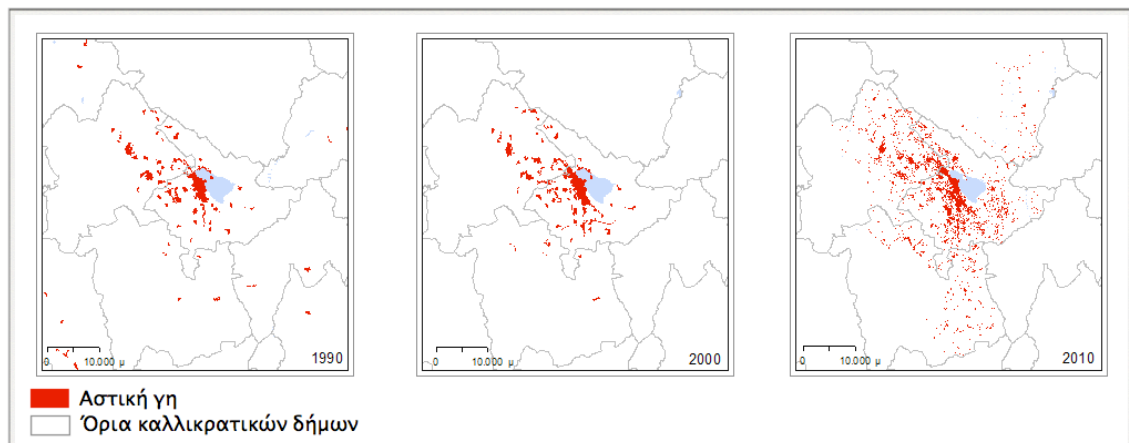 0 10.000 μ 1990
0 10.000 μ 2000
0 10.000 μ 2010
Αστική γη
Όρια καλλικρατικών δήμων